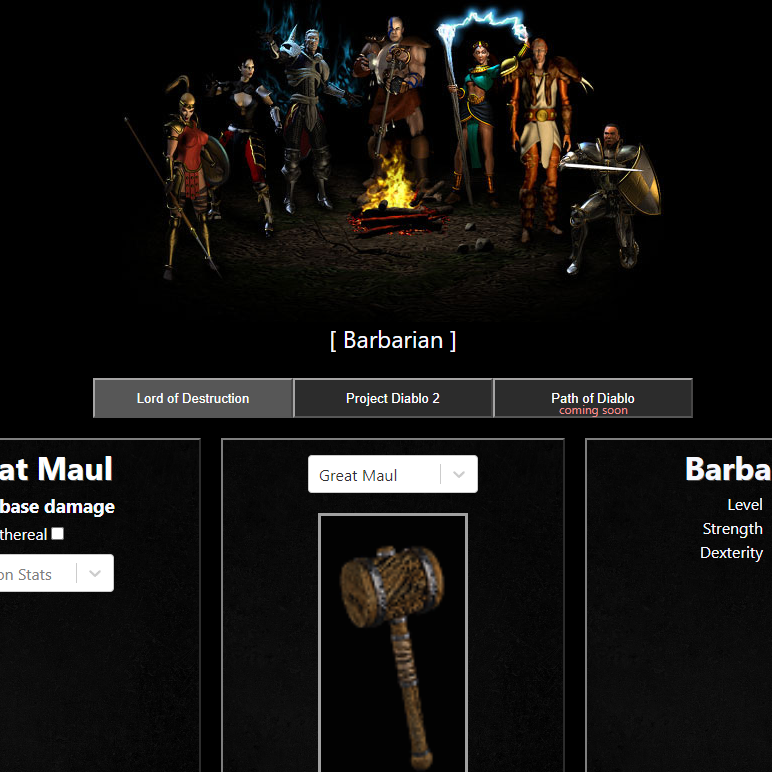 [ Barbarian ]
Lord of Destruction
Project Diablo 2
Path of Diablo
coming soon
at Maul
base damage
thereal
on Stats
Great Maul
Barba
Level
Strength
Dexterity